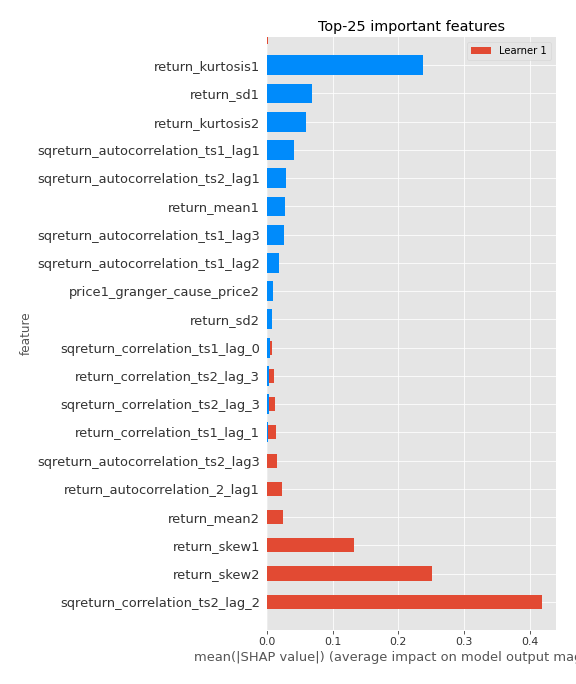 Top-25 important features
Learner 1
return_kurtosis1
return_sd1
return_kurtosis2
sqreturn_autocorrelation_ts1_lag1
sqreturn_autocorrelation_ts2_lag1
return_mean1
sqreturn_autocorrelation_ts1_lag3
sqreturn_autocorrelation_ts1_lag2
price1_granger_cause_price2
return_sd2
sqreturn_correlation_ts1_lag_0
return_correlation_ts2_lag_3
sqreturn_correlation_ts2_lag_3
return_correlation_ts1_lag_1
sqreturn_autocorrelation_ts2_lag3
return_autocorrelation_2_lag1
return_mean2
return_skew1
return_skew2
sqreturn_correlation_ts2_lag_2
feature
0.0 0.1 0.2 0.3 0.4
mean(|SHAP value|) (average impact on model output mag